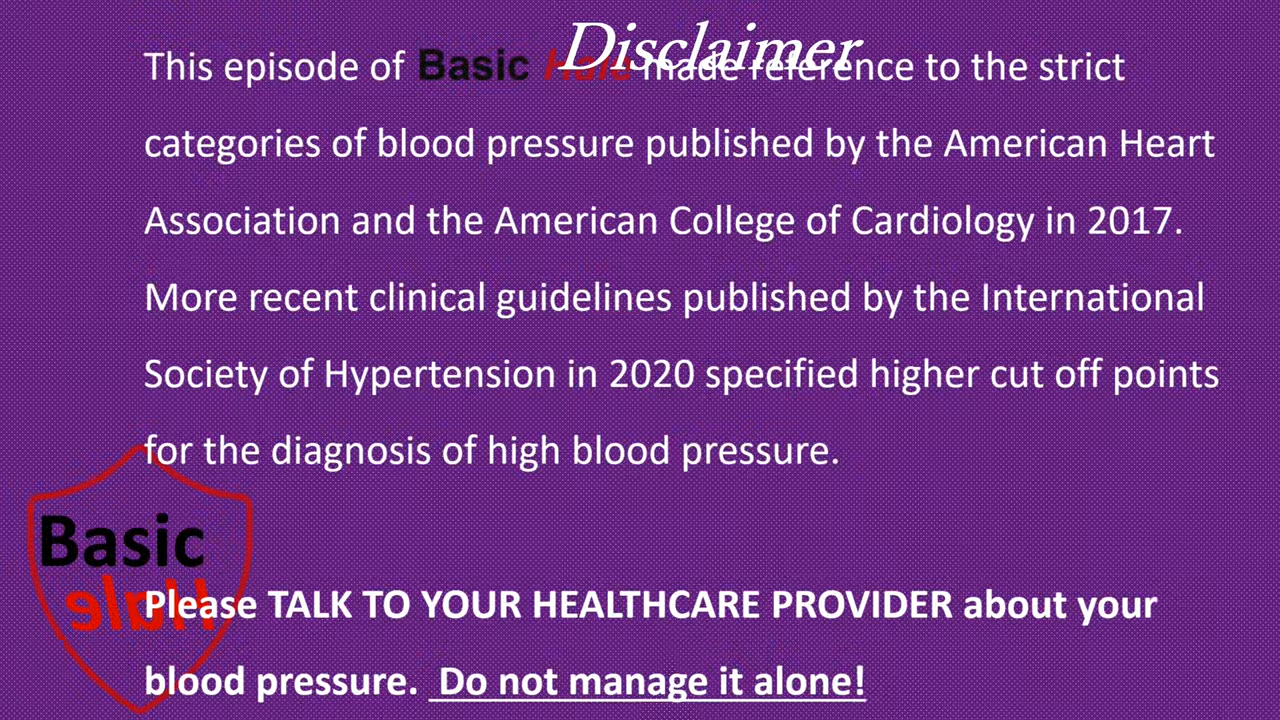 Disclaimer
This episode of Basic Hale made reference to the strict
categories of blood pressure published by the American Heart
Association and the American College of Cardiology in 2017.
More recent clinical guidelines published by the International
Society of Hypertension in 2020 specified higher cut off points
for the diagnosis of high blood pressure.
Basic
Hale
Please TALK TO YOUR HEALTHCARE PROVIDER about your
blood pressure. Do not manage it alone!